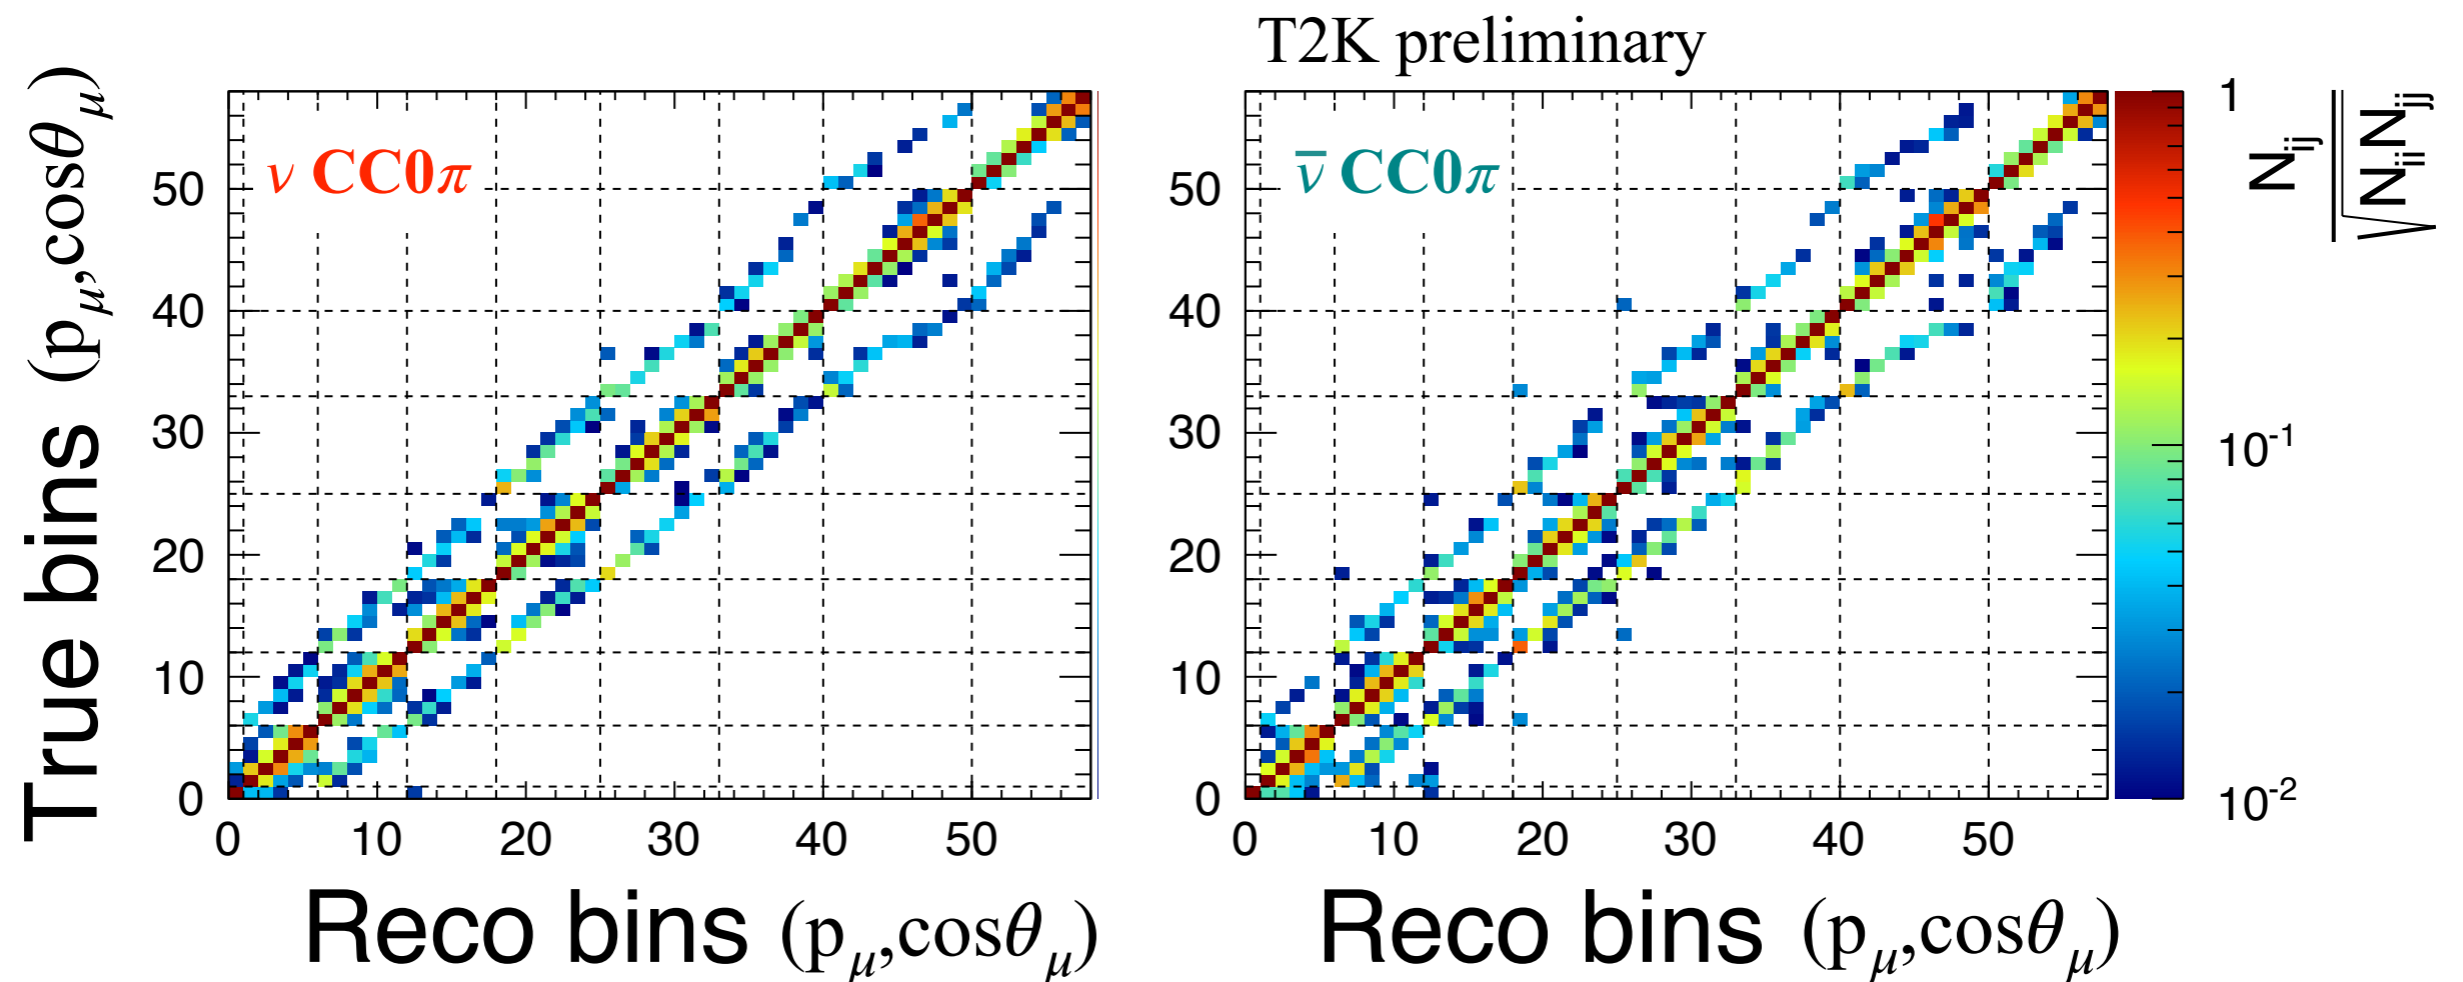 T2K preliminary
True bins (pμ,cosθμ)
ν CC0π
50
40
30
20
10
0
0 10 20 30 40 50
Reco bins (pμ,cosθμ)
ν̅ CC0π
50
40
30
20
10
0
0 10 20 30 40 50
Reco bins (pμ,cosθμ)
1
10⁻¹
10⁻²
Nij
√Nii Njj